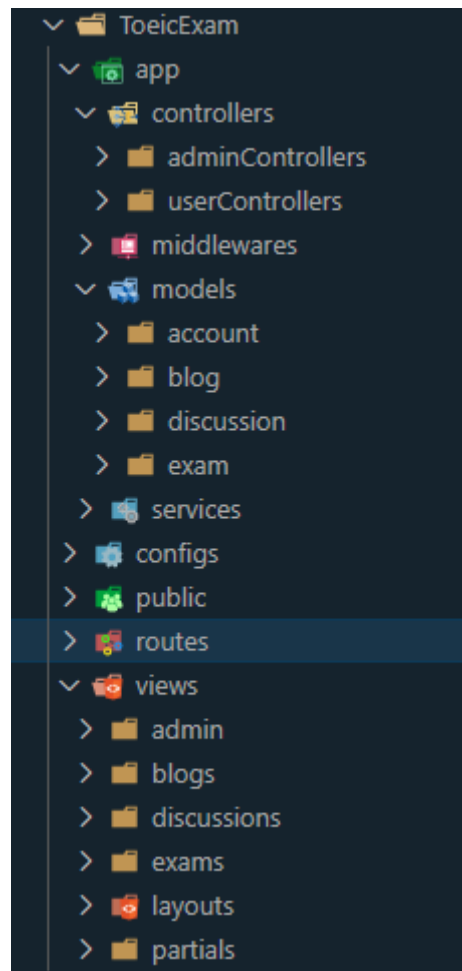 ToeicExam
app
controllers
adminControllers
userControllers
middlewares
models
account
blog
discussion
exam
services
configs
public
routes
views
admin
blogs
discussions
exams
layouts
partials